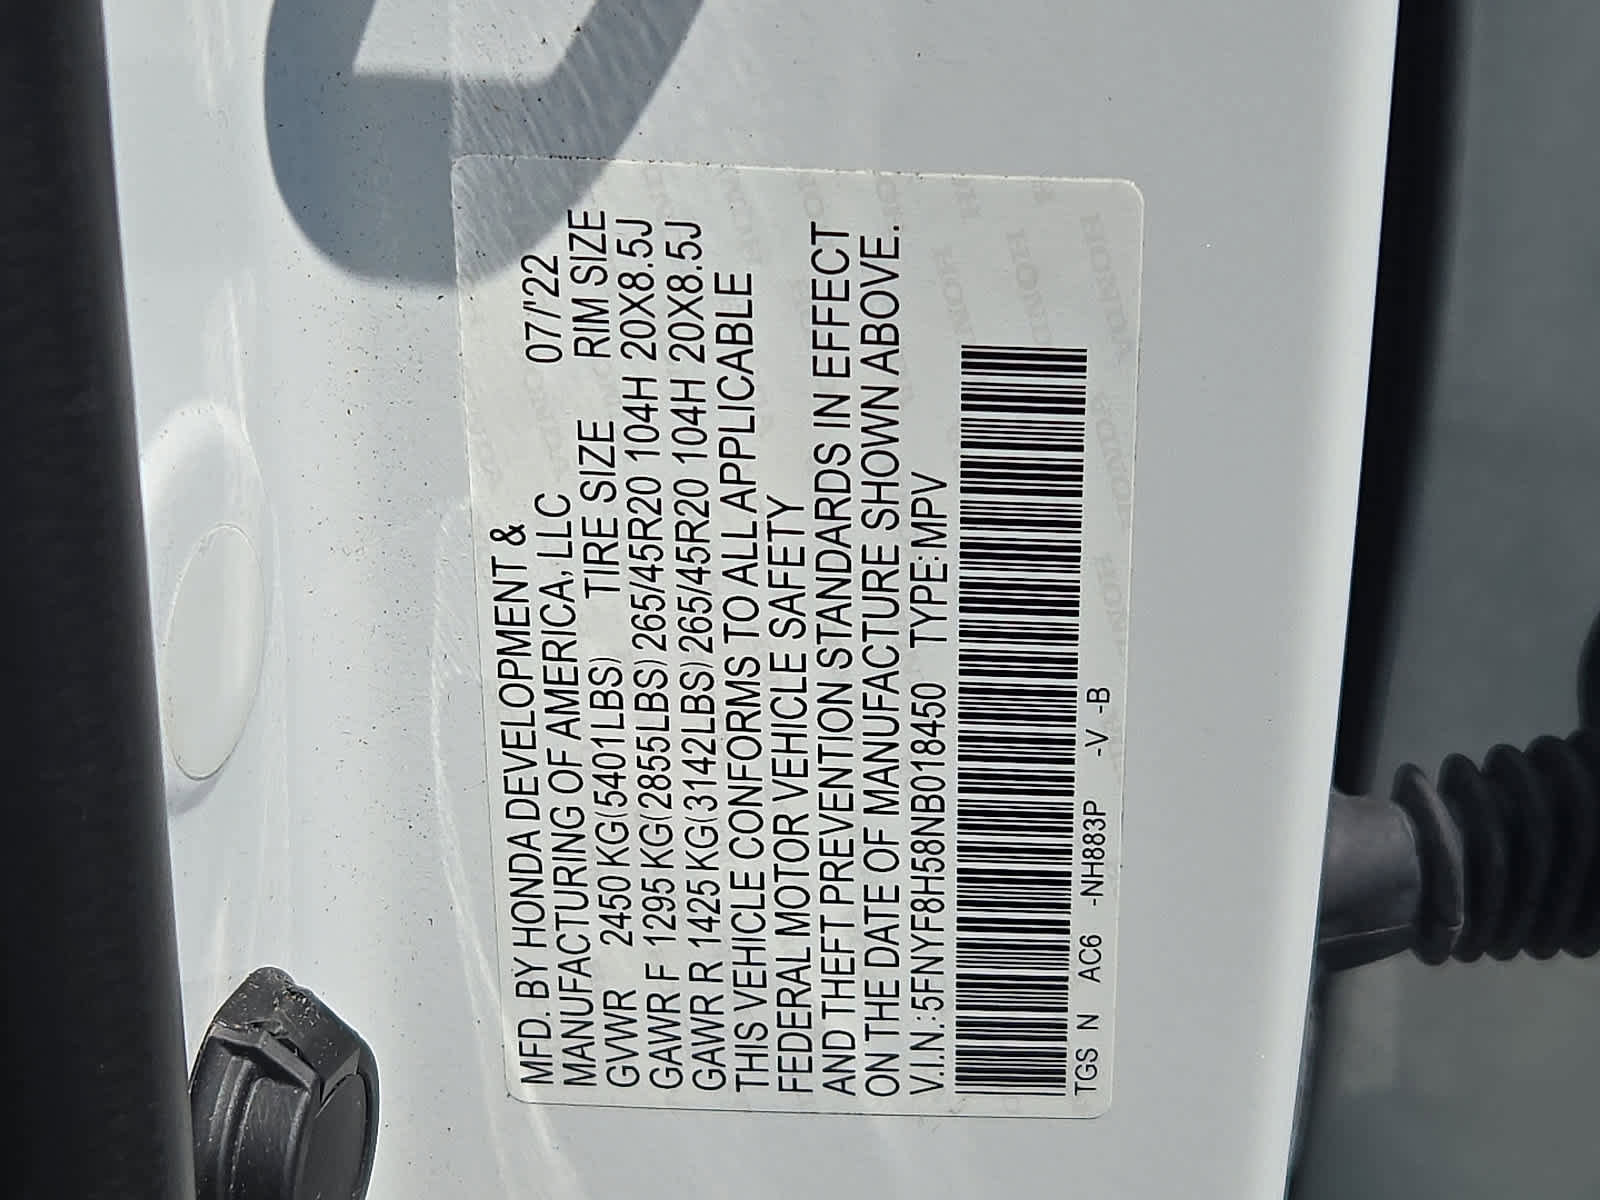 MFD. BY HONDA DEVELOPMENT &
MANUFACTURING OF AMERICA, LLC 07/'22
GVWR 2450 KG(5401LBS) TIRE SIZE RIM SIZE
GAWR F 1295 KG(2855LBS) 265/45R20 104H 20X8.5J
GAWR R 1425 KG(3142LBS) 265/45R20 104H 20X8.5J
THIS VEHICLE CONFORMS TO ALL APPLICABLE
FEDERAL MOTOR VEHICLE SAFETY
AND THEFT PREVENTION STANDARDS IN EFFECT
ON THE DATE OF MANUFACTURE SHOWN ABOVE.
V.I.N.:5FNYF8H58NB018450 TYPE:MPV
TGS N AC6 -NH883P -V -B